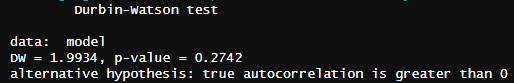 Durbin-Watson test
data:  model
DW = 1.9934, p-value = 0.2742
alternative hypothesis: true autocorrelation is greater than 0